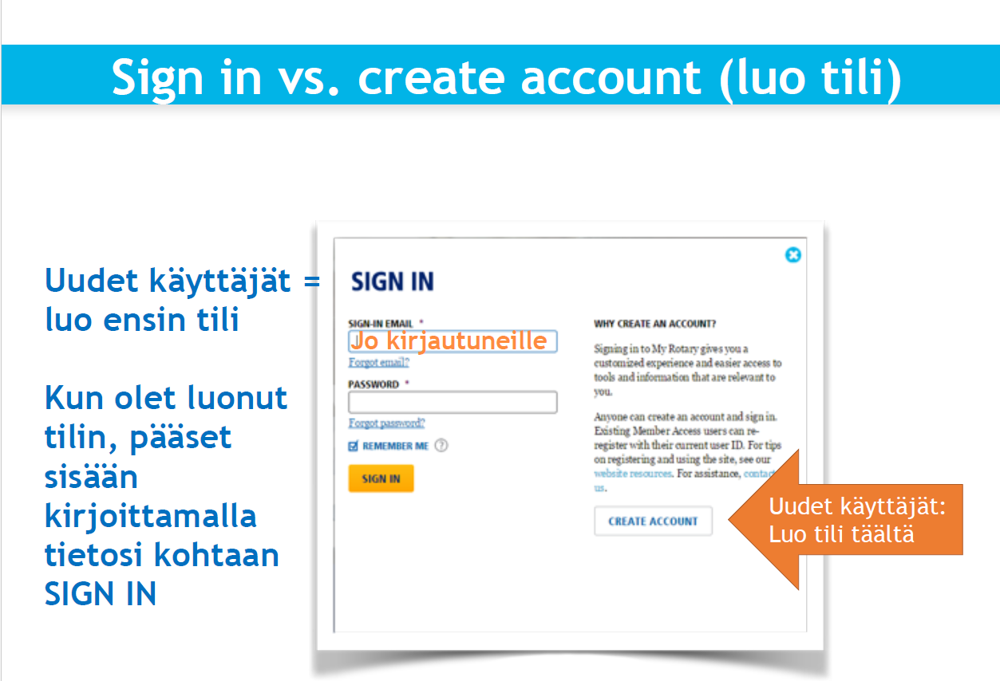 Sign in vs. create account (luo tili)
Uudet käyttäjät =
luo ensin tili
Kun olet luonut
tilin, pääset
sisään
kirjoittamalla
tietosi kohtaan
SIGN IN
SIGN IN
SIGN-IN EMAIL *
Jo kirjautuneille
Forgot email?
PASSWORD *
Forgot password?
REMEMBER ME ?
SIGN IN
WHY CREATE AN ACCOUNT?
Signing in to My Rotary gives you a
customized experience and easier access to
tools and information that are relevant to
you.
Anyone can create an account and sign in.
Existing Member Access users can re-
register with their current user ID. For tips
on registering and using the site, see our
website resources. For assistance, contact
us.
CREATE ACCOUNT
Uudet käyttäjät:
Luo tili täältä